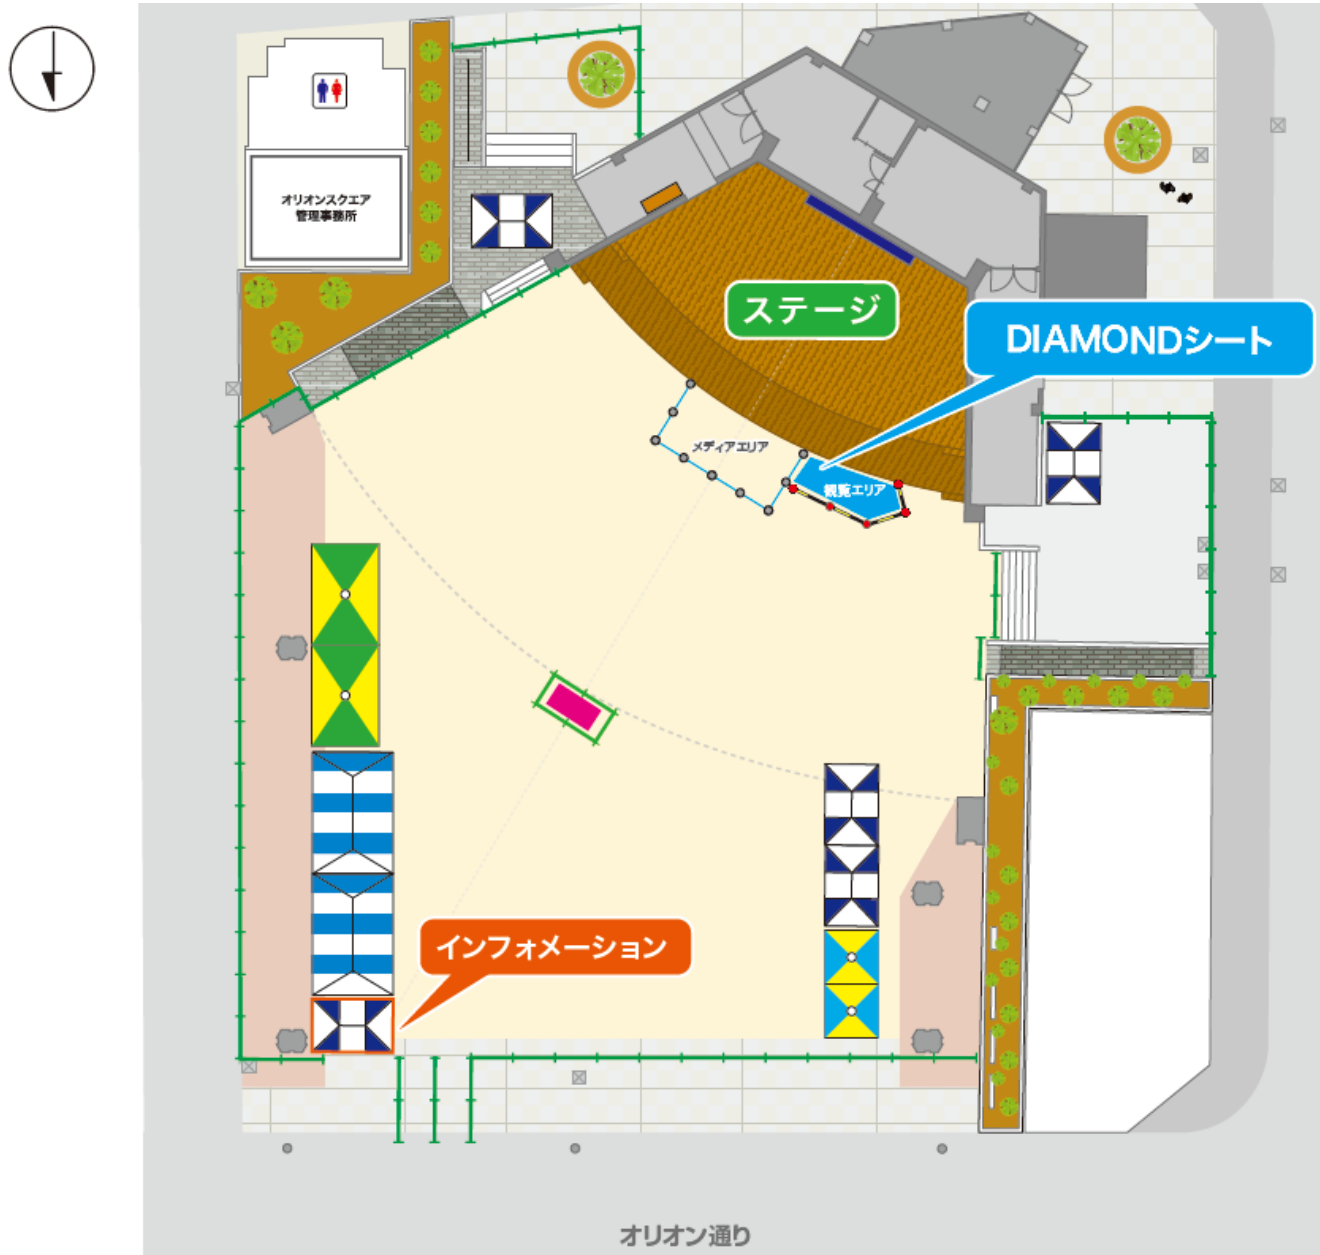 オリオンスクエア
管理事務所
ステージ
DIAMONDシート
メディアエリア
観覧エリア
インフォメーション
オリオン通り